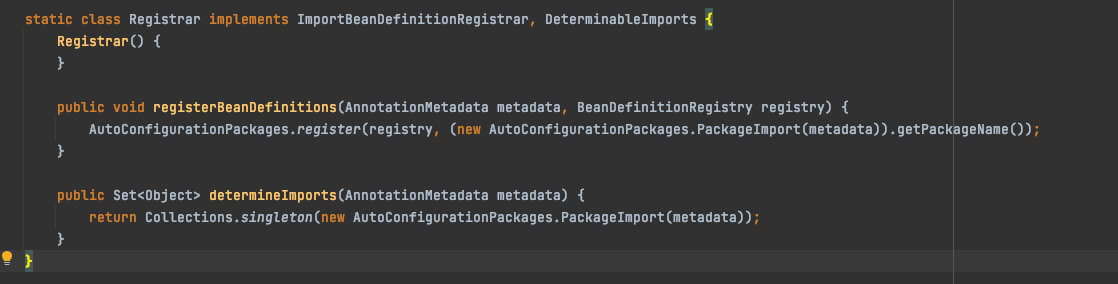 static class Registrar implements ImportBeanDefinitionRegistrar, DeterminableImports {
Registrar() {
}
public void registerBeanDefinitions(AnnotationMetadata metadata, BeanDefinitionRegistry registry) {
AutoConfigurationPackages.register(registry, (new AutoConfigurationPackages.PackageImport(metadata)).getPackageName());
}
public Set<Object> determineImports(AnnotationMetadata metadata) {
return Collections.singleton(new AutoConfigurationPackages.PackageImport(metadata));
}
}